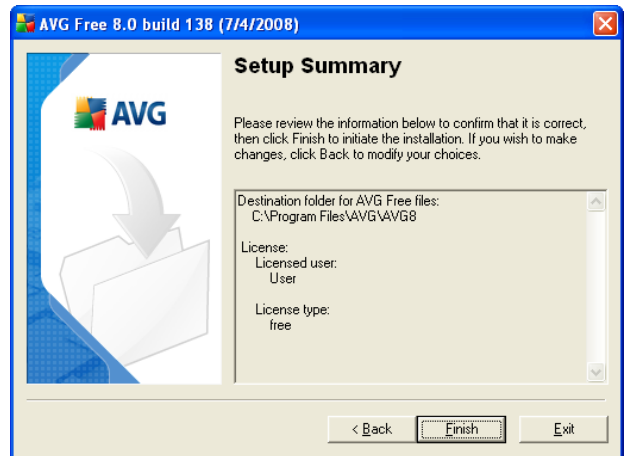 AVG Free 8.0 build 138 (7/4/2008)
AVG
Setup Summary
Please review the information below to confirm that it is correct,
then click Finish to initiate the installation. If you wish to make
changes, click Back to modify your choices.
Destination folder for AVG Free files:
C:\Program Files\AVG\AVG8
License:
Licensed user:
User
License type:
free
< Back
Finish
Exit